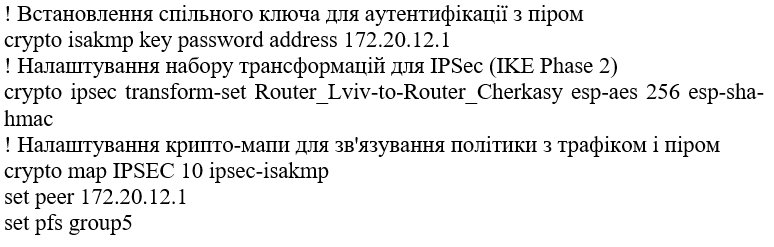 ! Встановлення спільного ключа для аутентифікації з піром
crypto isakmp key password address 172.20.12.1
! Налаштування набору трансформацій для IPSec (IKE Phase 2)
crypto ipsec transform-set Router_Lviv-to-Router_Cherkasy esp-aes 256 esp-sha-
hmac
! Налаштування крипто-мапи для зв'язування політики з трафіком і піром
crypto map IPSEC 10 ipsec-isakmp
set peer 172.20.12.1
set pfs group5